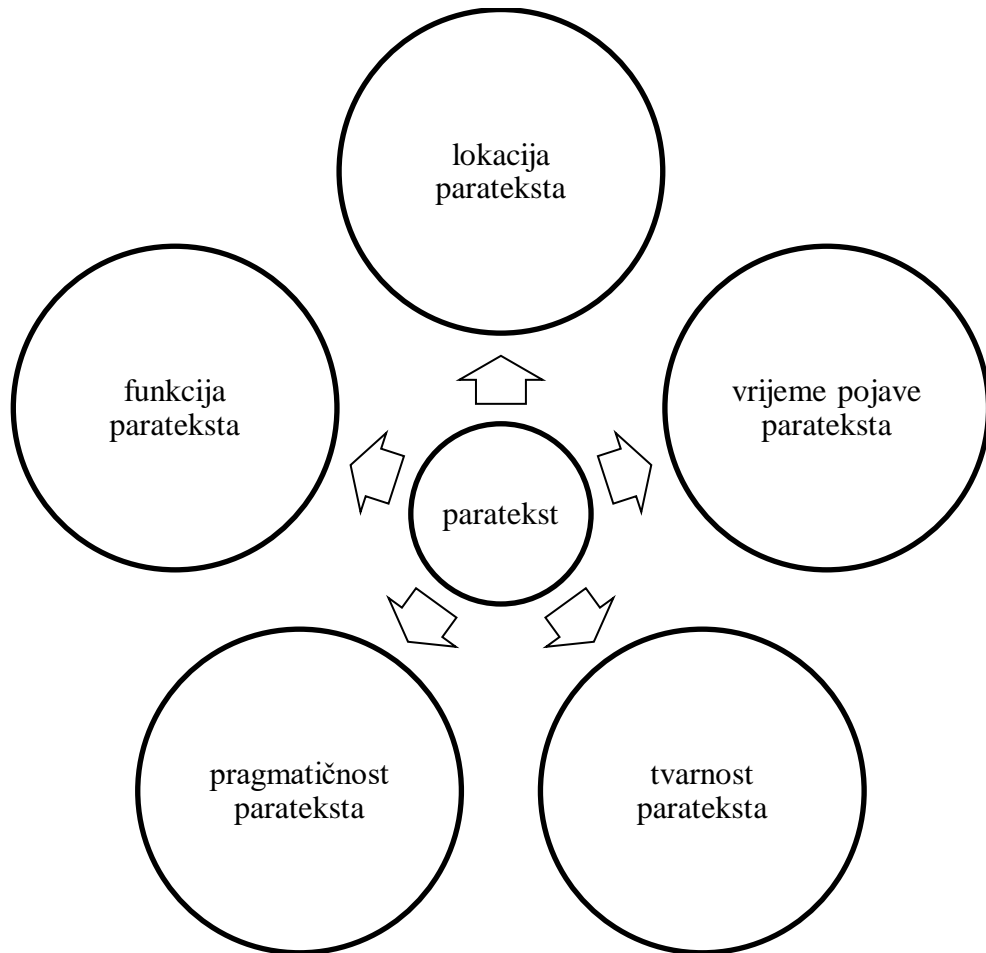 lokacija
parateksta
funkcija
parateksta
vrijeme pojave
parateksta
paratekst
pragmatičnost
parateksta
tvarnost
parateksta